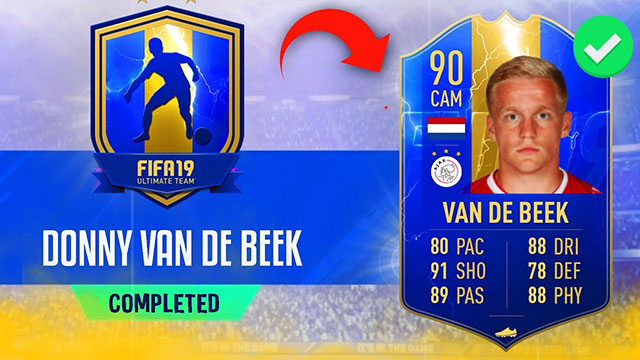 FIFA19
ULTIMATE TEAM
DONNY VAN DE BEEK
COMPLETED
90
CAM
AJAX
VAN DE BEEK
80 PAC 88 DRI
91 SHO 78 DEF
89 PAS 88 PHY